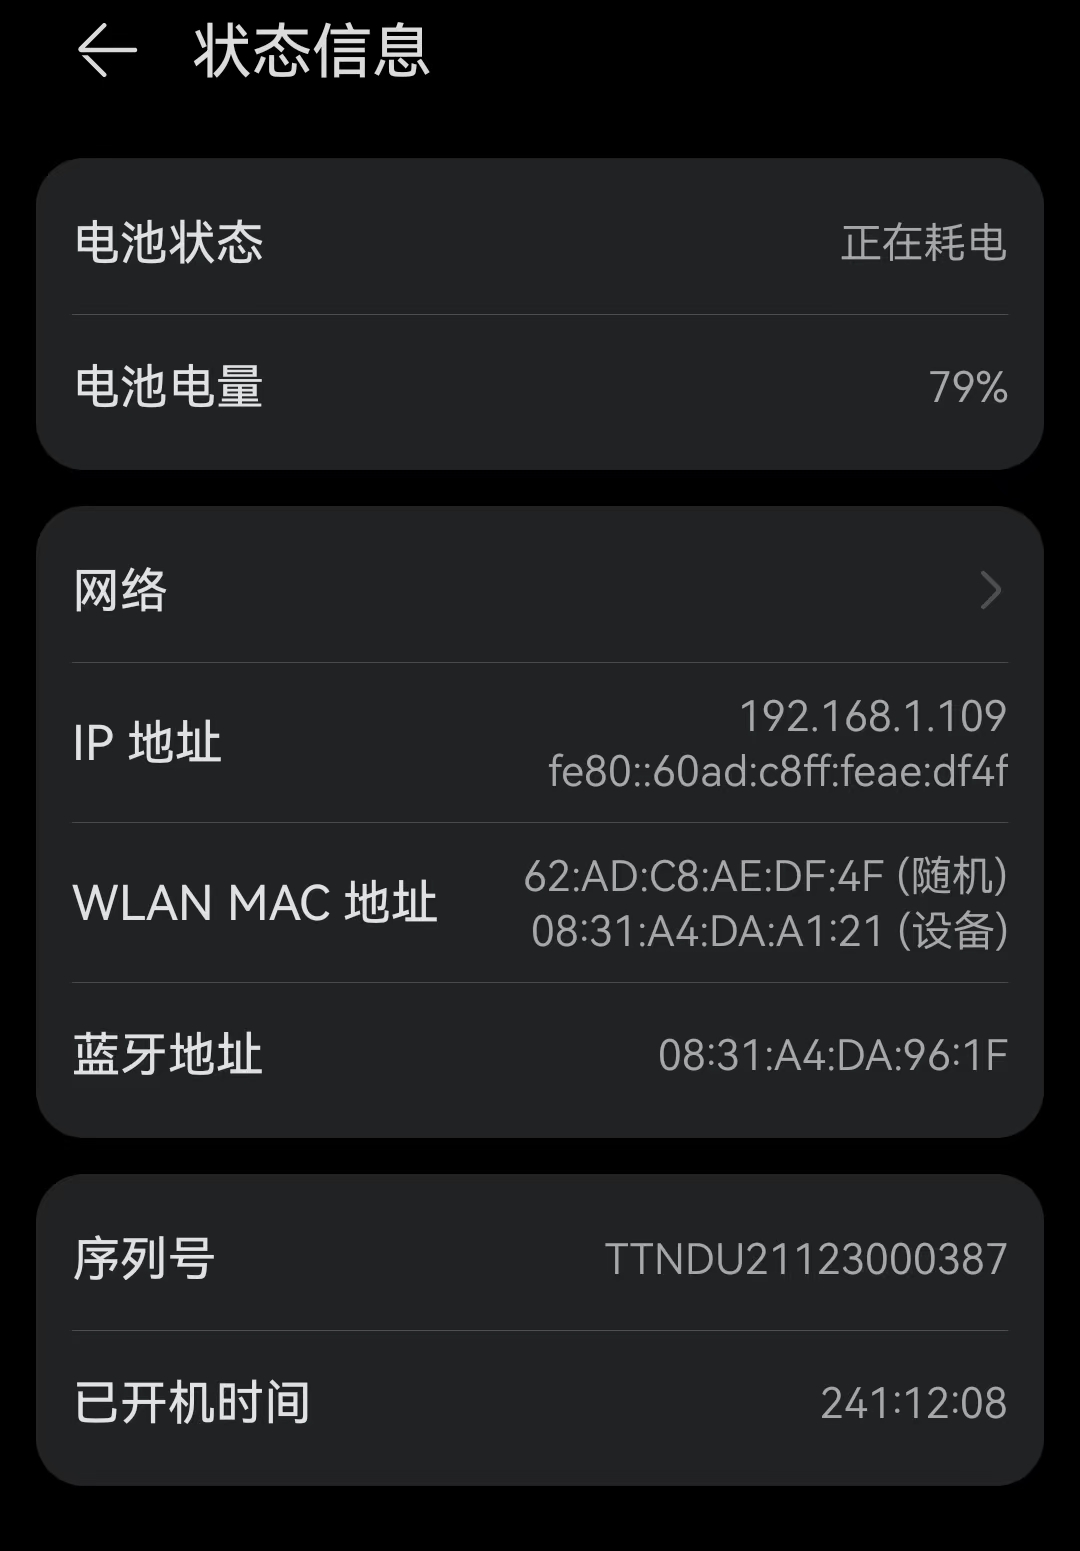 状态信息
电池状态 正在耗电
电池电量 79%
网络
IP 地址 192.168.1.109
fe80::60ad:c8ff:feae:df4f
WLAN MAC 地址 62:AD:C8:AE:DF:4F (随机)
08:31:A4:DA:A1:21 (设备)
蓝牙地址 08:31:A4:DA:96:1F
序列号 TTNDU21123000387
已开机时间 241:12:08